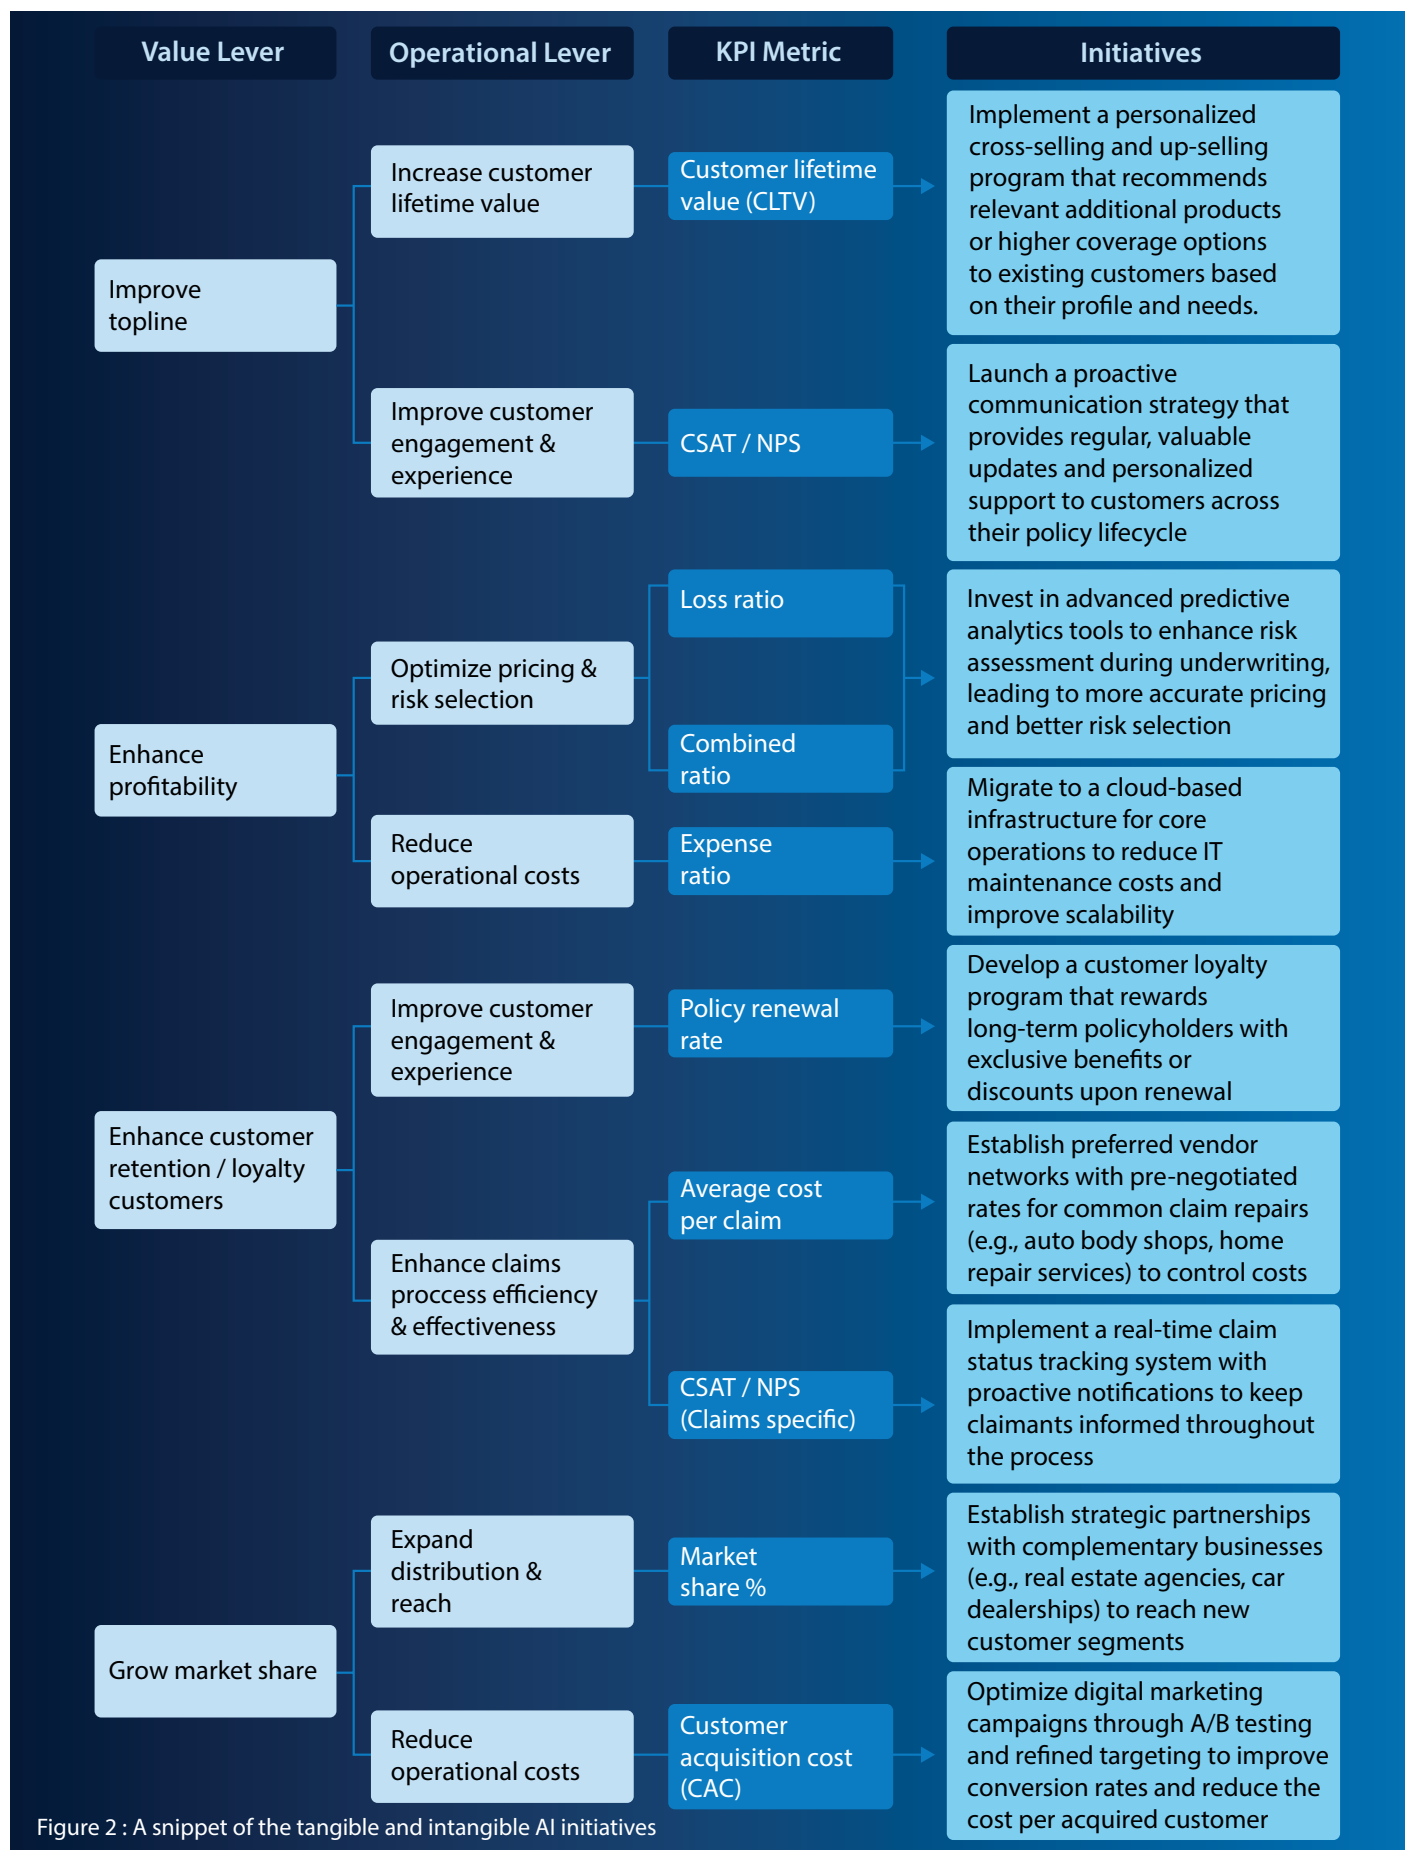 Value Lever
Operational Lever
KPI Metric
Initiatives
Improve
topline
Increase customer
lifetime value
Customer lifetime
value (CLTV)
Implement a personalized
cross-selling and up-selling
program that recommends
relevant additional products
or higher coverage options
to existing customers based
on their profile and needs.
Improve customer
engagement &
experience
CSAT / NPS
Launch a proactive
communication strategy that
provides regular, valuable
updates and personalized
support to customers across
their policy lifecycle
Enhance
profitability
Optimize pricing &
risk selection
Loss ratio
Combined
ratio
Invest in advanced predictive
analytics tools to enhance risk
assessment during underwriting,
leading to more accurate pricing
and better risk selection
Reduce
operational costs
Expense
ratio
Migrate to a cloud-based
infrastructure for core
operations to reduce IT
maintenance costs and
improve scalability
Enhance customer
retention / loyalty
customers
Improve customer
engagement &
experience
Policy renewal
rate
Develop a customer loyalty
program that rewards
long-term policyholders with
exclusive benefits or
discounts upon renewal
Enhance claims
proccess efficiency
& effectiveness
Average cost
per claim
Establish preferred vendor
networks with pre-negotiated
rates for common claim repairs
(e.g., auto body shops, home
repair services) to control costs
CSAT / NPS
(Claims specific)
Implement a real-time claim
status tracking system with
proactive notifications to keep
claimants informed throughout
the process
Grow market share
Expand
distribution &
reach
Market
share %
Establish strategic partnerships
with complementary businesses
(e.g., real estate agencies, car
dealerships) to reach new
customer segments
Reduce
operational costs
Customer
acquisition cost
(CAC)
Optimize digital marketing
campaigns through A/B testing
and refined targeting to improve
conversion rates and reduce the
cost per acquired customer
Figure 2 : A snippet of the tangible and intangible AI initiatives